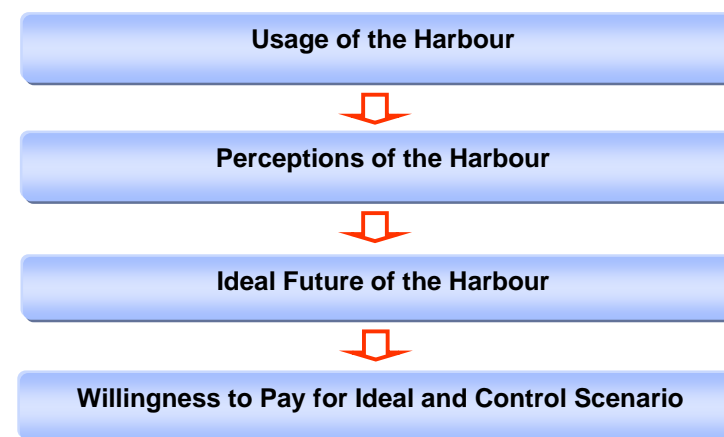 Usage of the Harbour
Perceptions of the Harbour
Ideal Future of the Harbour
Willingness to Pay for Ideal and Control Scenario